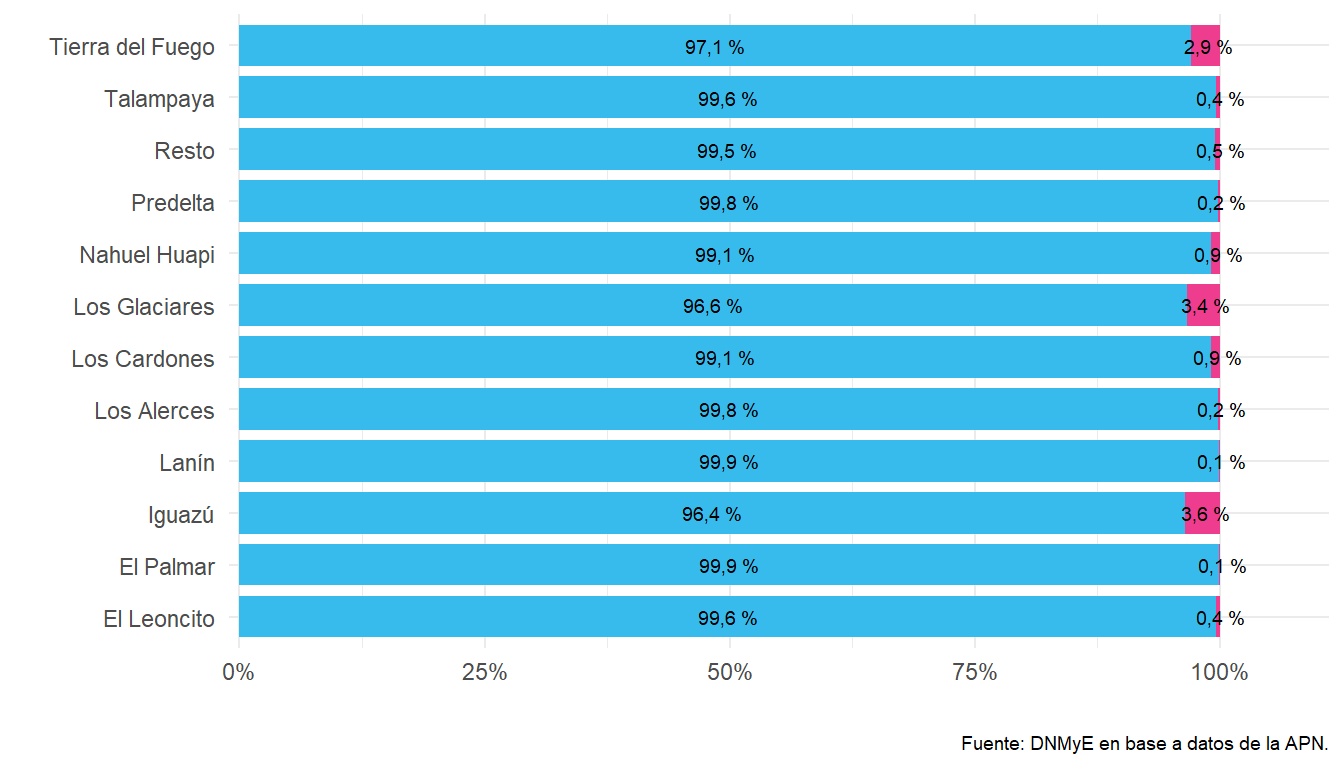 Tierra del Fuego 97,1 % 2,9 %
Talampaya 99,6 % 0,4 %
Resto 99,5 % 0,5 %
Predelta 99,8 % 0,2 %
Nahuel Huapi 99,1 % 0,9 %
Los Glaciares 96,6 % 3,4 %
Los Cardones 99,1 % 0,9 %
Los Alerces 99,8 % 0,2 %
Lanín 99,9 % 0,1 %
Iguazú 96,4 % 3,6 %
El Palmar 99,9 % 0,1 %
El Leoncito 99,6 % 0,4 %
0% 25% 50% 75% 100%
Fuente: DNMyE en base a datos de la APN.